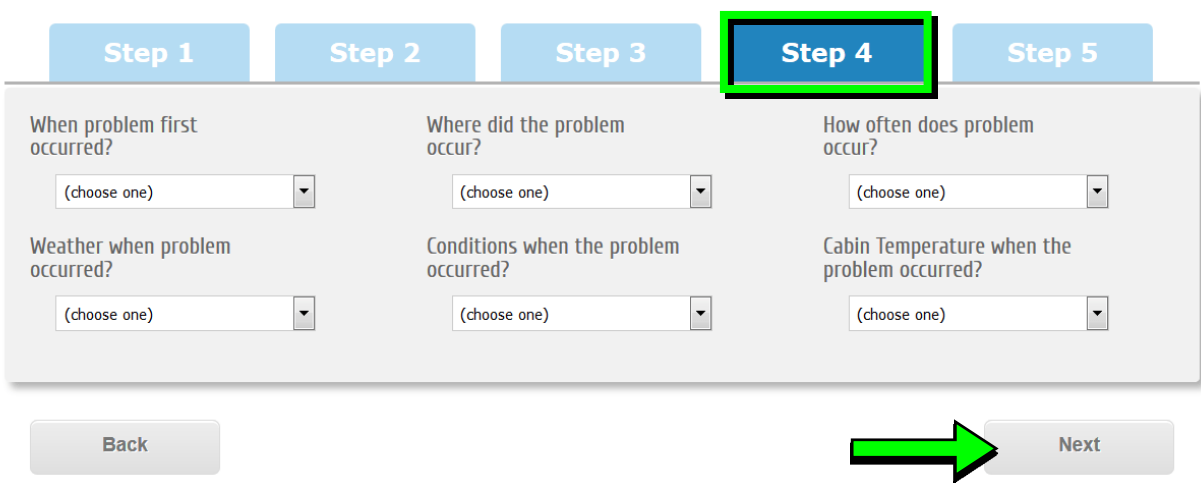 Step 1 Step 2 Step 3 Step 4 Step 5
When problem first
occurred?
(choose one)
Where did the problem
occur?
(choose one)
How often does problem
occur?
(choose one)
Weather when problem
occurred?
(choose one)
Conditions when the problem
occurred?
(choose one)
Cabin Temperature when the
problem occurred?
(choose one)
Back
Next